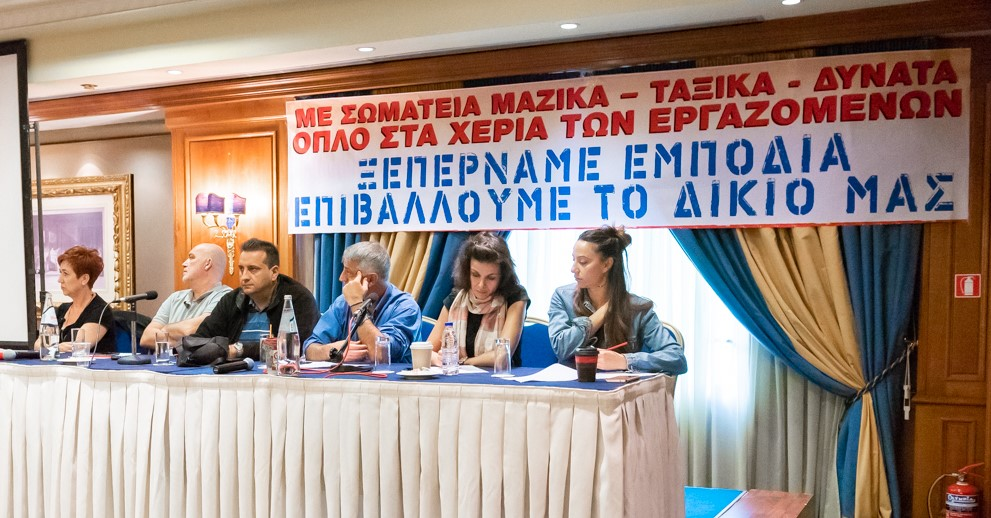 ΜΕ ΣΩΜΑΤΕΙΑ ΜΑΖΙΚΑ – ΤΑΞΙΚΑ - ΔΥΝΑΤΑ
ΟΠΛΟ ΣΤΑ ΧΕΡΙΑ ΤΩΝ ΕΡΓΑΖΟΜΕΝΩΝ
ΞΕΠΕΡΝΑΜΕ ΕΜΠΟΔΙΑ
ΕΠΙΒΑΛΛΟΥΜΕ ΤΟ ΔΙΚΙΟ ΜΑΣ